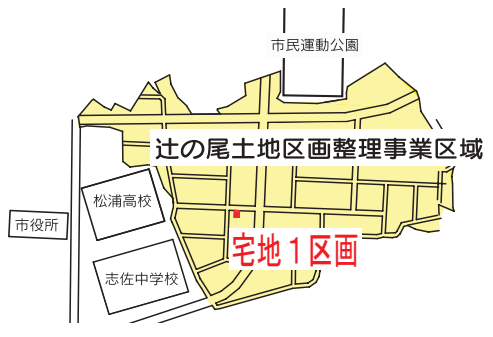 市民運動公園
辻の尾土地区画整理事業区域
松浦高校
市役所
宅地１区画
志佐中学校